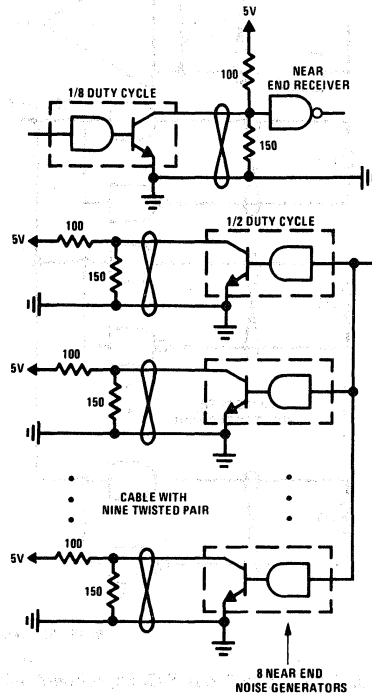 5V
100
NEAR
END RECEIVER
1/8 DUTY CYCLE
150
1/2 DUTY CYCLE
100
5V
150
100
5V
150
CABLE WITH
NINE TWISTED PAIR
100
5V
150
8 NEAR END
NOISE GENERATORS